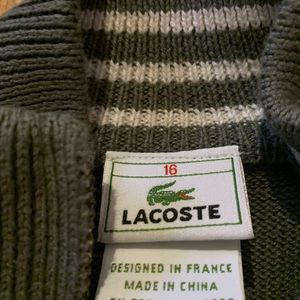 16
LACOSTE
DESIGNED IN FRANCE
MADE IN CHINA